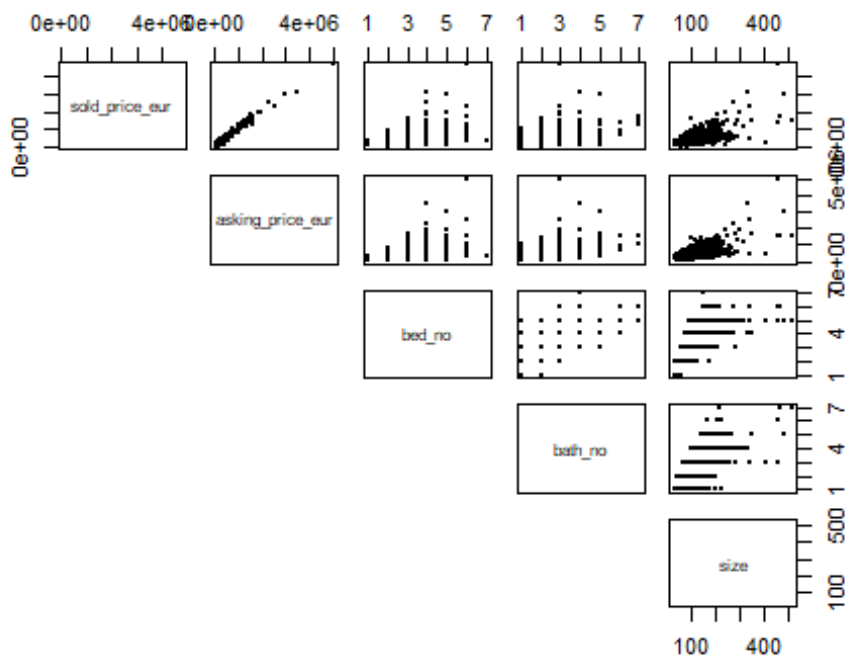 0e+00 4e+06 0e+00 4e+06 1 3 5 7 1 3 5 7 100 400
sold_price_eur
0e+00
0e+00
asking_price_eur
5e+06
0e+00
bed_no
7
4
1
bath_no
7
4
1
size
500
100
100 400